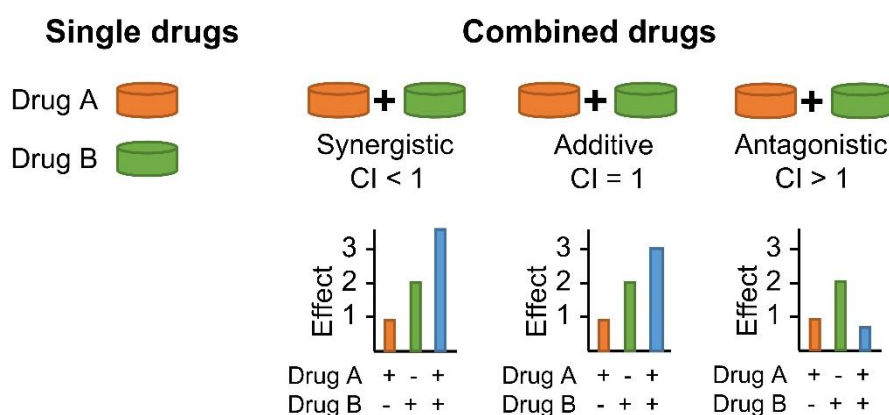 Single drugs
Combined drugs
Drug A
Drug B
+
+
+
Synergistic
CI < 1
Additive
CI = 1
Antagonistic
CI > 1
Effect
3
2
1
Drug A + - +
Drug B - + +
Effect
3
2
1
Drug A + - +
Drug B - + +
Effect
3
2
1
Drug A + - +
Drug B - + +